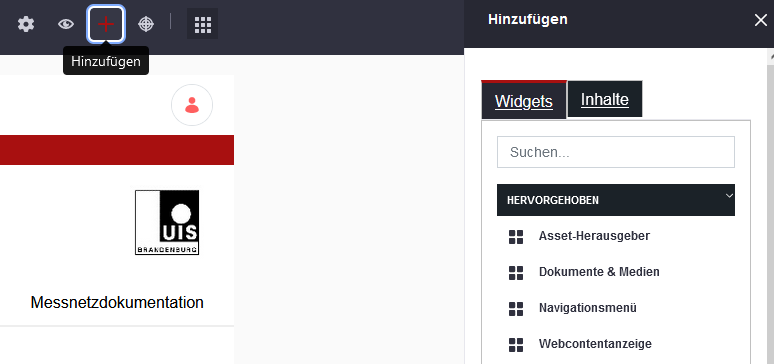 Hinzufügen
Hinzufügen
Widgets
Inhalte
Suchen...
HERVORGEHOBEN
UIS
BRANDENBURG
Asset-Herausgeber
Dokumente & Medien
Messnetzdokumentation
Navigationsmenü
Webcontentanzeige